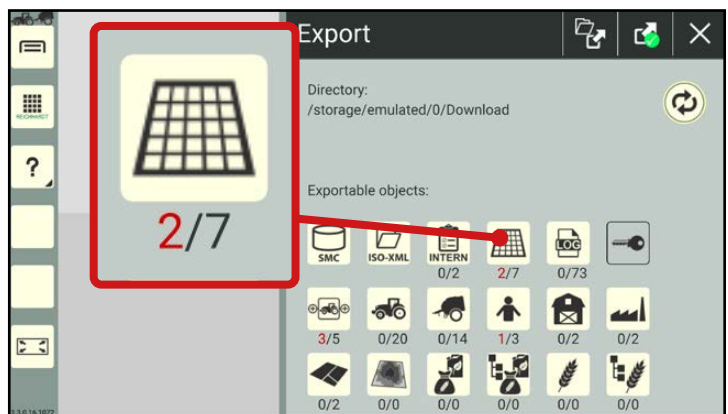 Export
REICHHARDT
?
2/7
Directory:
/storage/emulated/0/Download
Exportable objects:
SMC
ISO-XML
INTERN
LOG
0/2
2/7
0/73
3/5
0/20
0/14
1/3
0/2
0/2
0/2
0/0
0/0
0/0
0/0
0/0